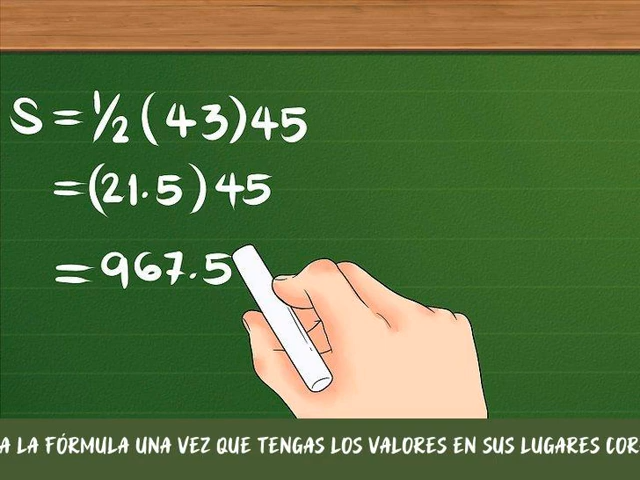 S = 1/2 (43)45
= (21.5) 45
= 967.5
A LA FÓRMULA UNA VEZ QUE TENGAS LOS VALORES EN SUS LUGARES